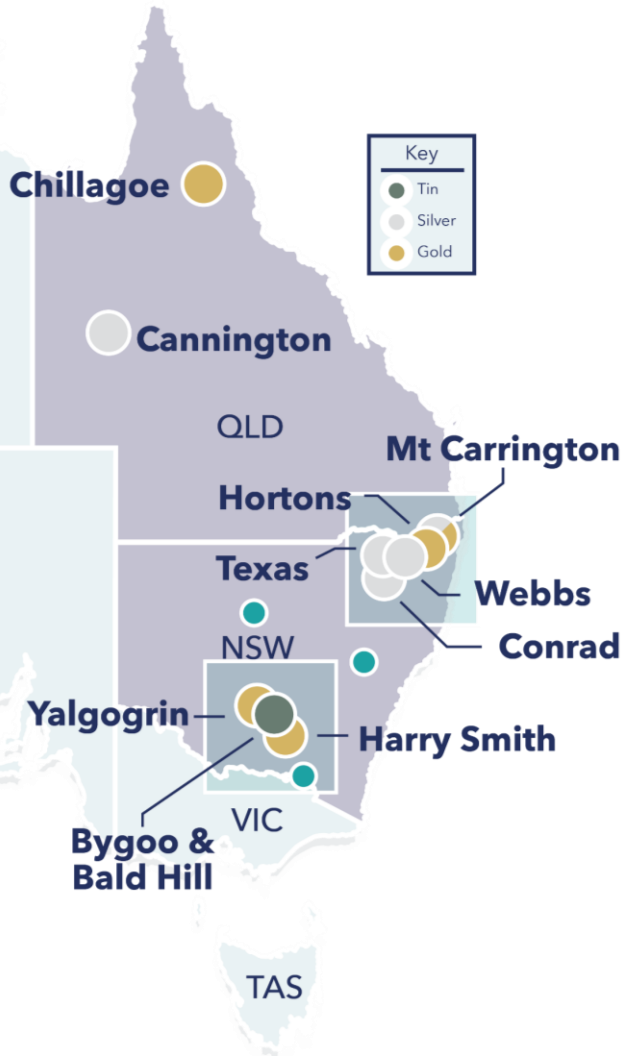 Key
Tin
Silver
Gold
Chillagoe
Cannington
QLD
Mt Carrington
Hortons
Texas
Webbs
Conrad
NSW
Yalgogrin
Harry Smith
VIC
Bygoo &
Bald Hill
TAS